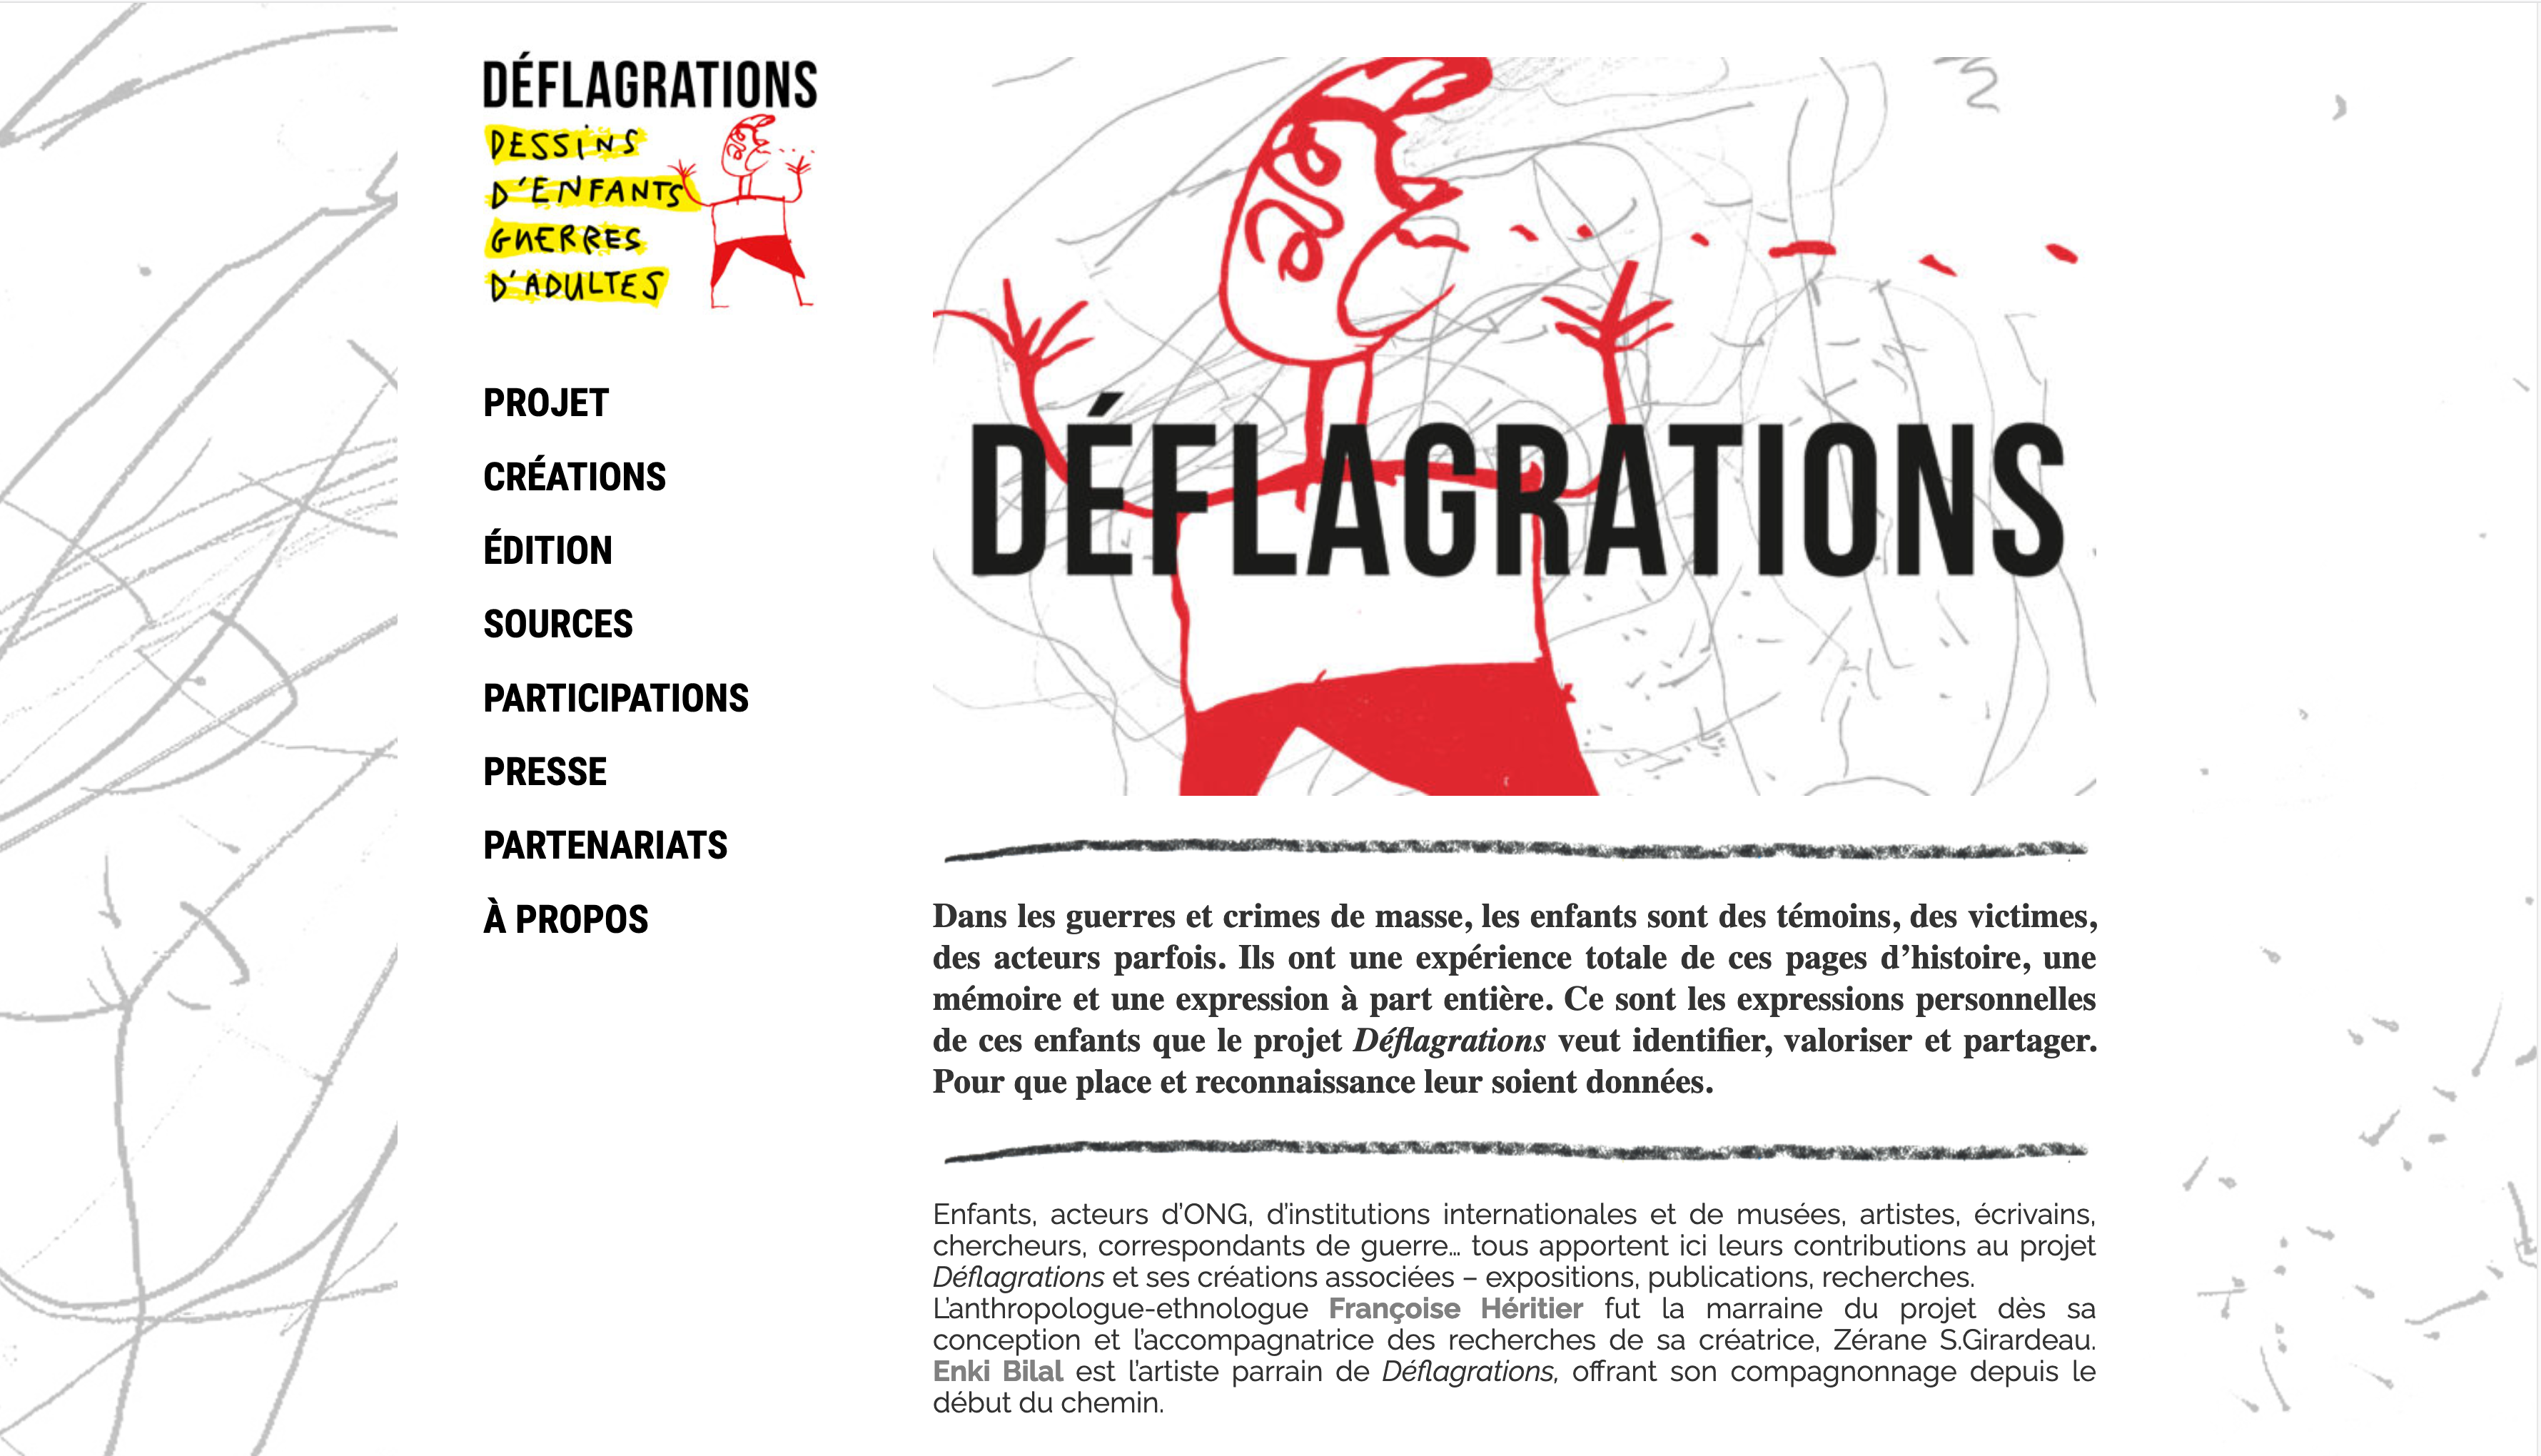 DÉFLAGRATIONS
DESSINS
D'ENFANTS
GUERRES
D'ADULTES
PROJET
CRÉATIONS
ÉDITION
SOURCES
PARTICIPATIONS
PRESSE
PARTENARIATS
À PROPOS
DÉFLAGRATIONS
Dans les guerres et crimes de masse, les enfants sont des témoins, des victimes,
des acteurs parfois. Ils ont une expérience totale de ces pages d’histoire, une
mémoire et une expression à part entière. Ce sont les expressions personnelles
de ces enfants que le projet Déflagrations veut identifier, valoriser et partager.
Pour que place et reconnaissance leur soient données.
Enfants, acteurs d’ONG, d’institutions internationales et de musées, artistes, écrivains,
chercheurs, correspondants de guerre… tous apportent ici leurs contributions au projet
Déflagrations et ses créations associées – expositions, publications, recherches.
L’anthropologue-ethnologue Françoise Héritier fut la marraine du projet dès sa
conception et l’accompagnatrice des recherches de sa créatrice, Zérane S.Girardeau.
Enki Bilal est l’artiste parrain de Déflagrations, offrant son compagnonnage depuis le
début du chemin.